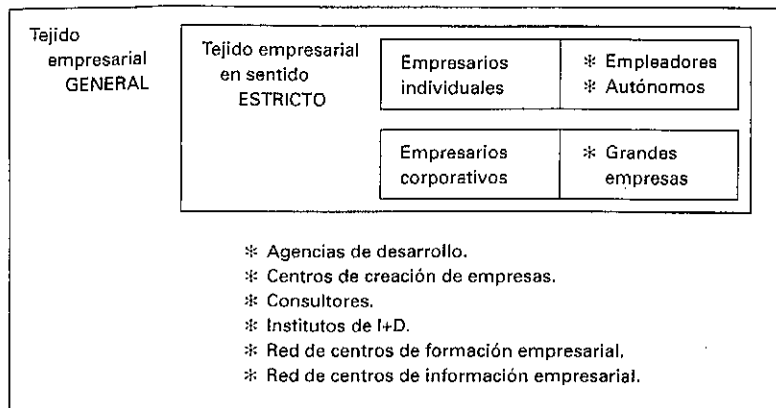 Tejido
empresarial
GENERAL
Tejido empresarial
en sentido
ESTRICTO
Empresarios
individuales
* Empleadores
* Autónomos
Empresarios
corporativos
* Grandes
empresas
* Agencias de desarrollo.
* Centros de creación de empresas.
* Consultores.
* Institutos de I+D.
* Red de centros de formación empresarial.
* Red de centros de información empresarial.